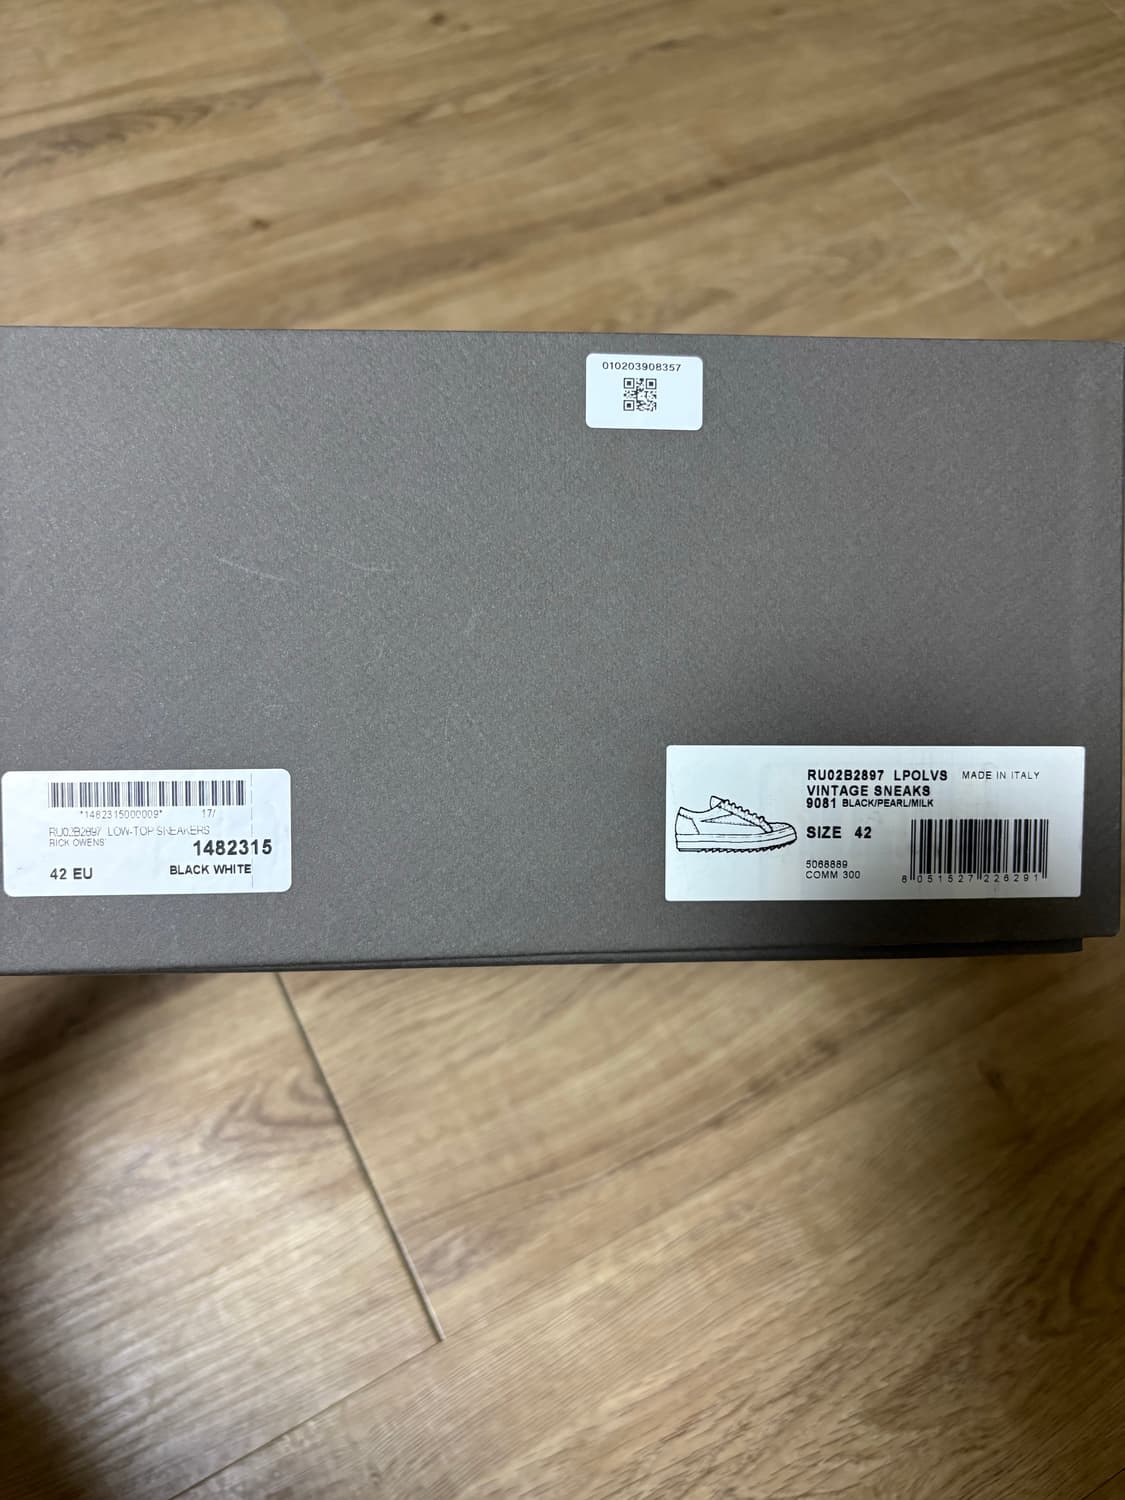 010203908357
*1482315000009* 17/
RU02B2897 LOW-TOP SNEAKERS
RICK OWENS
1482315
42 EU BLACK WHITE
RU02B2897 LPOLVS MADE IN ITALY
VINTAGE SNEAKS
9081 BLACK/PEARL/MILK
SIZE 42
5068889
COMM 300
8 051527 226291